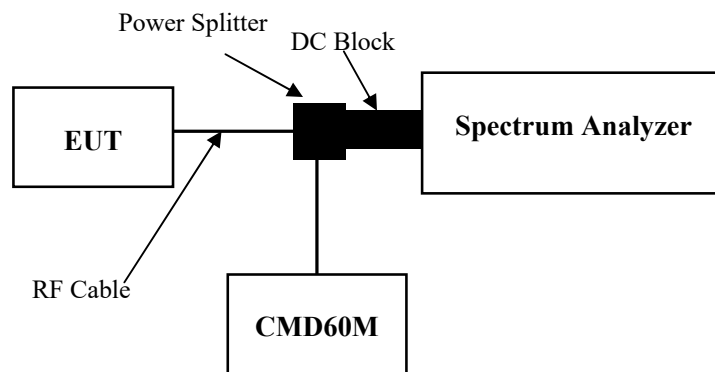 Power Splitter
DC Block
EUT
Spectrum Analyzer
RF Cable
CMD60M